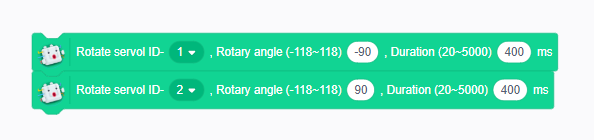 Rotate servol ID- 1 , Rotary angle (-118~118) -90 , Duration (20~5000) 400 ms
Rotate servol ID- 2 , Rotary angle (-118~118) 90 , Duration (20~5000) 400 ms